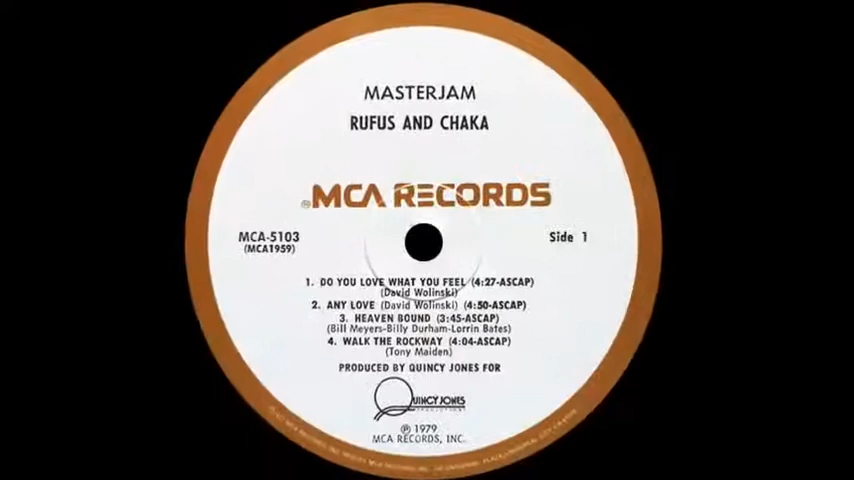 MASTERJAM
RUFUS AND CHAKA
℗MCA RECORDS
MCA-5103
(MCA1959)
Side 1
1. DO YOU LOVE WHAT YOU FEEL (4:27-ASCAP)
(David Wolinski)
2. ANY LOVE (David Wolinski) (4:50-ASCAP)
3. HEAVEN BOUND (3:45-ASCAP)
(Bill Meyers-Billy Durham-Lorrin Bates)
4. WALK THE ROCKWAY (4:04-ASCAP)
(Tony Maiden)
PRODUCED BY QUINCY JONES FOR
QUINCY JONES
PRODUCTIONS
℗ 1979
MCA RECORDS, INC.